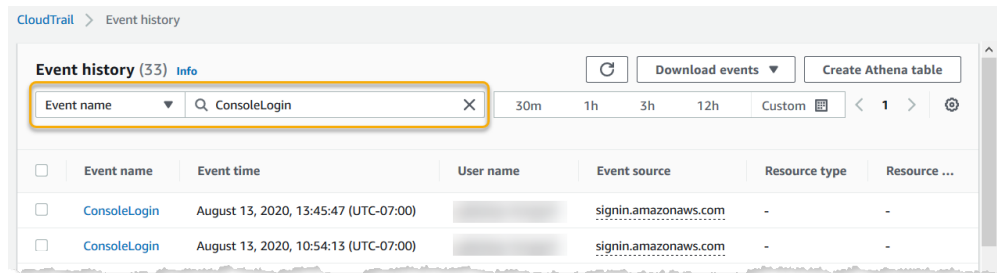 CloudTrail > Event history
Event history (33) Info
Download events ▼
Create Athena table
Event name ▼
ConsoleLogin
30m 1h 3h 12h Custom
< 1 >
Event name Event time User name Event source Resource type Resource ...
ConsoleLogin August 13, 2020, 13:45:47 (UTC-07:00) signin.amazonaws.com - -
ConsoleLogin August 13, 2020, 10:54:13 (UTC-07:00) signin.amazonaws.com - -